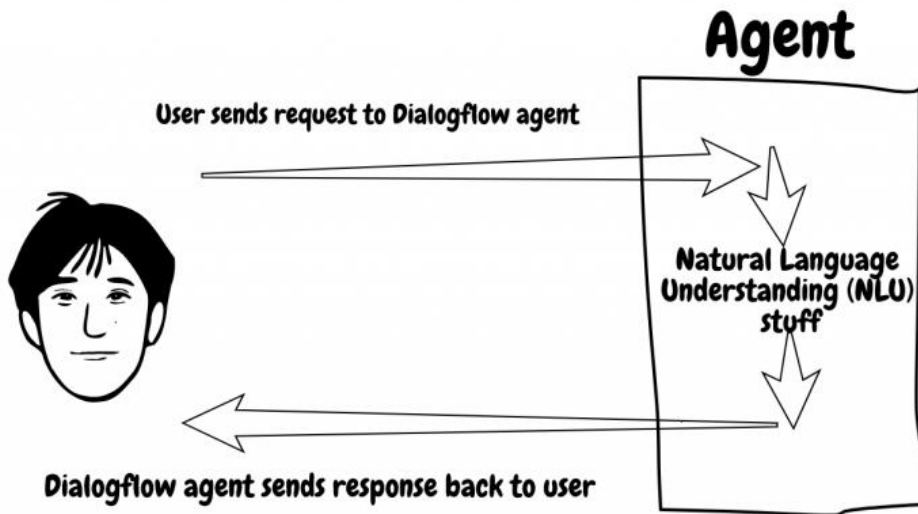 Agent
User sends request to Dialogflow agent
Natural Language
Understanding (NLU)
stuff
Dialogflow agent sends response back to user